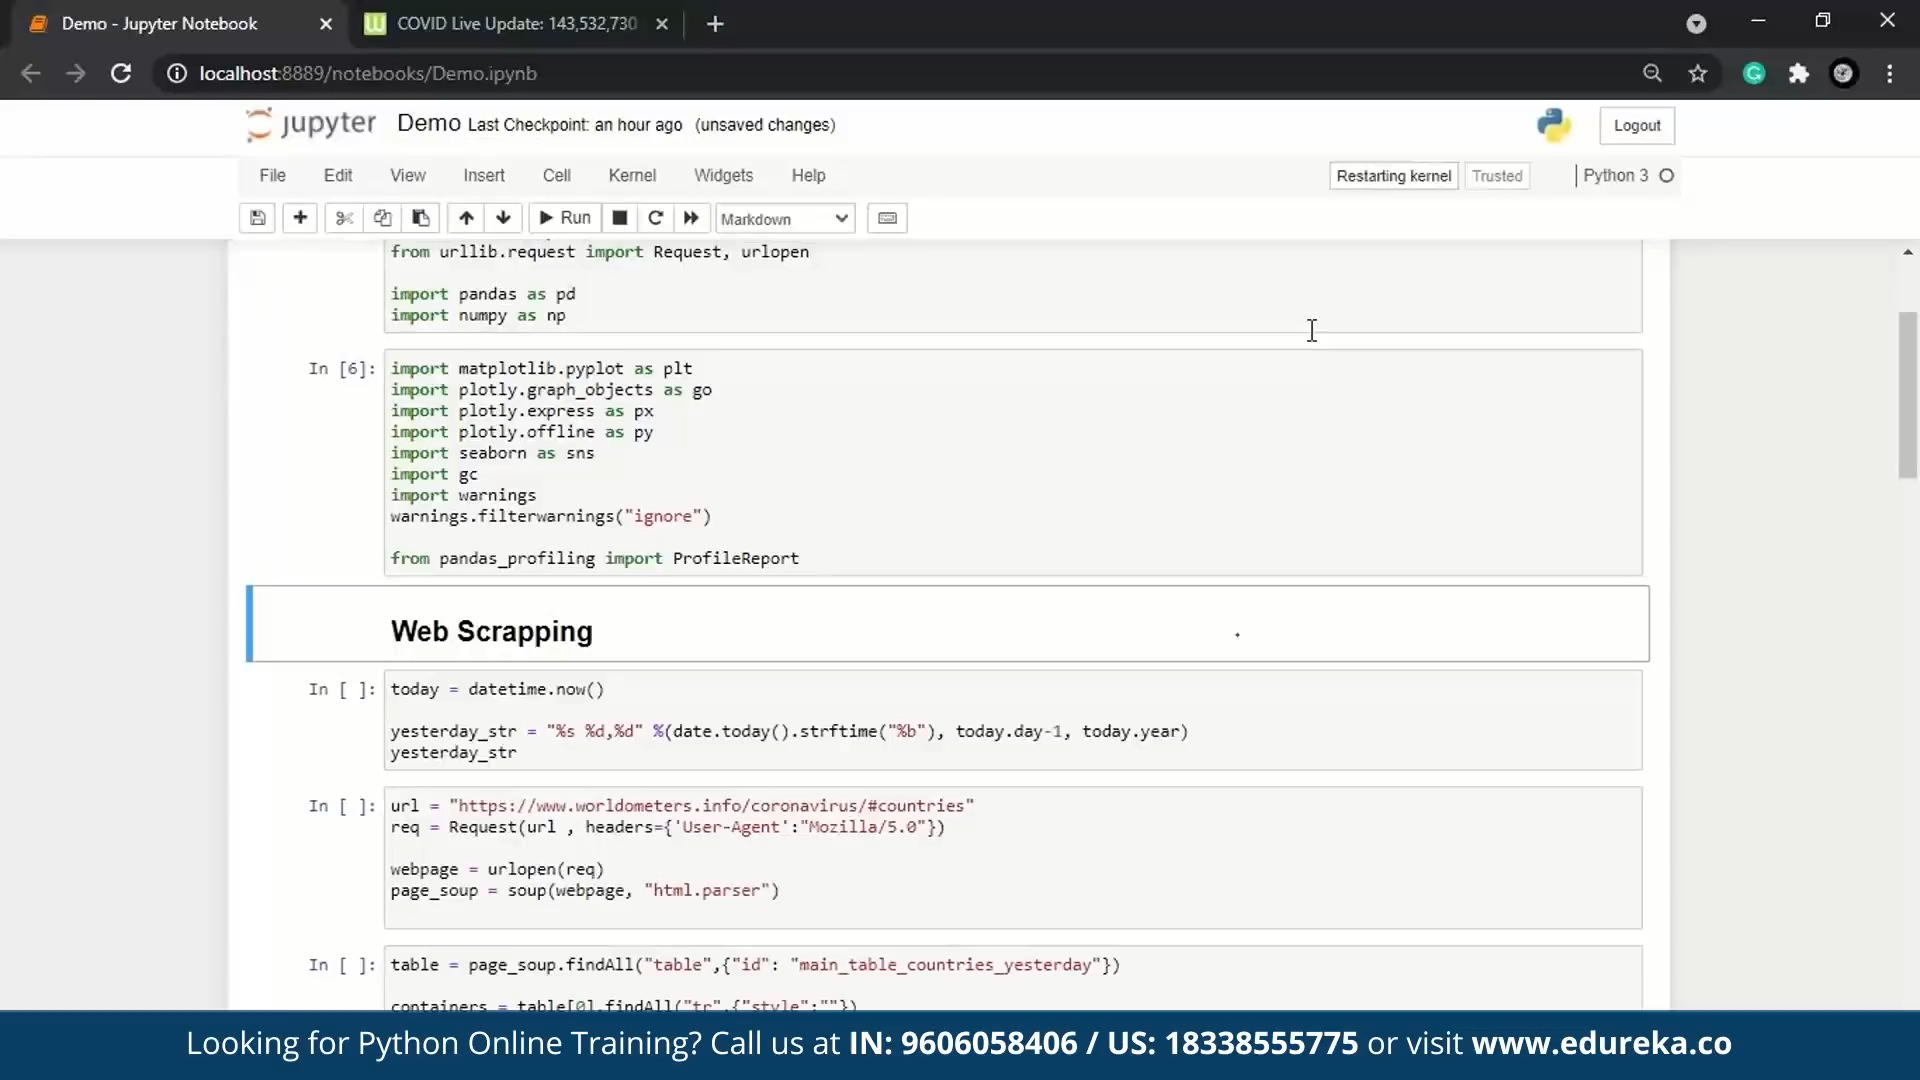 Demo - Jupyter Notebook
COVID Live Update: 143,532,730
localhost:8889/notebooks/Demo.ipynb
jupyter Demo Last Checkpoint: an hour ago (unsaved changes)
Logout
File Edit View Insert Cell Kernel Widgets Help
Restarting kernel Trusted Python 3
Run Markdown
from urllib.request import Request, urlopen
import pandas as pd
import numpy as np
In [6]: import matplotlib.pyplot as plt
import plotly.graph_objects as go
import plotly.express as px
import plotly.offline as py
import seaborn as sns
import gc
import warnings
warnings.filterwarnings("ignore")
from pandas_profiling import ProfileReport
Web Scrapping
In [ ]: today = datetime.now()
yesterday_str = "%s %d,%d" %(date.today().strftime("%b"), today.day-1, today.year)
yesterday_str
In [ ]: url = "https://www.worldometers.info/coronavirus/#countries"
req = Request(url , headers={'User-Agent':"Mozilla/5.0"})
webpage = urlopen(req)
page_soup = soup(webpage, "html.parser")
In [ ]: table = page_soup.findAll("table",{"id": "main_table_countries_yesterday"})
containers = table[0].findAll("tr",{"style":""})
Looking for Python Online Training? Call us at IN: 9606058406 / US: 18338555775 or visit www.edureka.co